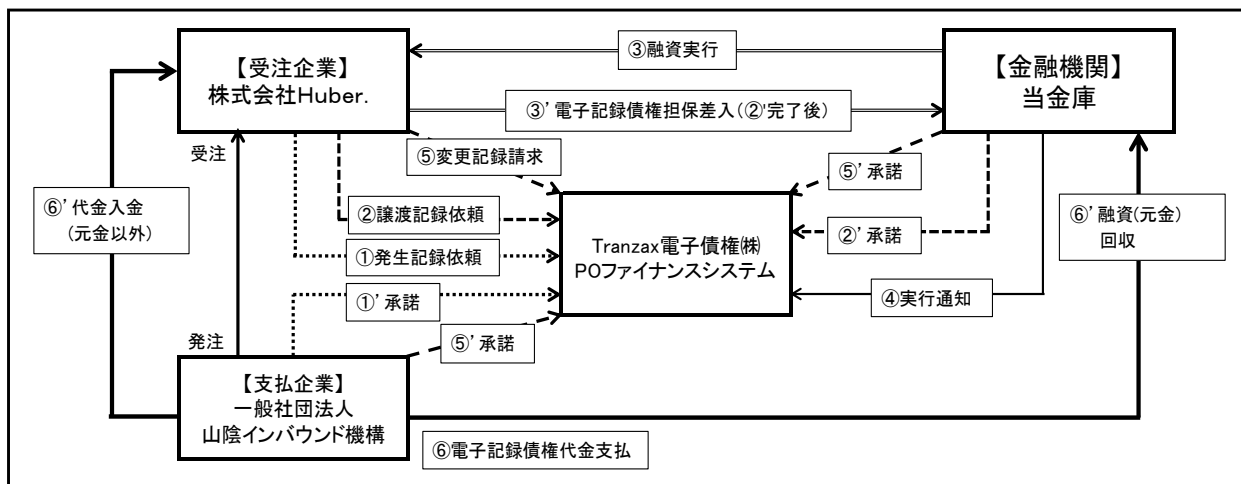 【受注企業】
株式会社Huber.
③融資実行
【金融機関】
当金庫
③’電子記録債権担保差入(②'完了後)
受注
⑤変更記録請求
⑤’承諾
⑥’代金入金
(元金以外)
②譲渡記録依頼
②’承諾
⑥’融資(元金)
回収
Tranzax電子債権㈱
POファイナンスシステム
①発生記録依頼
①’承諾
④実行通知
発注
⑤’承諾
【支払企業】
一般社団法人
山陰インバウンド機構
⑥電子記録債権代金支払